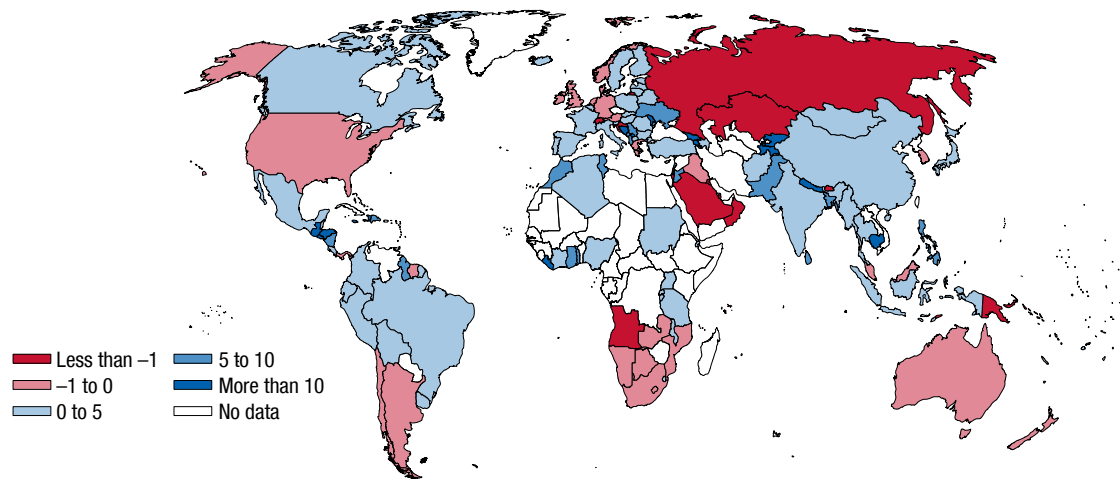 Less than –1
–1 to 0
0 to 5
5 to 10
More than 10
No data